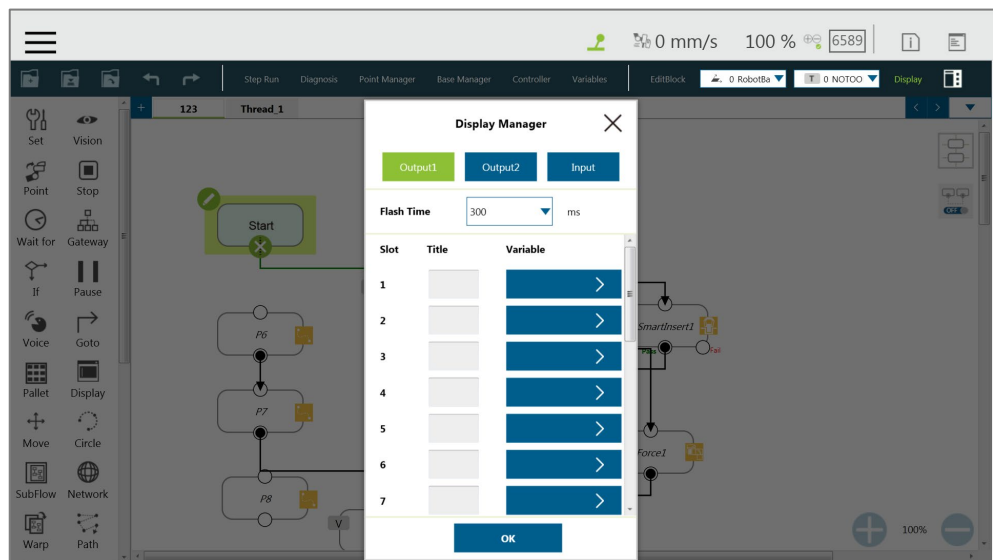 0 mm/s 100 % 6589
Step Run Diagnosis Point Manager Base Manager Controller Variables EditBlock 0 RobotBa T 0 NOTOO Display
+ 123 Thread_1
Set Vision
Point Stop
Wait for Gateway
If Pause
Voice Goto
Pallet Display
Move Circle
SubFlow Network
Warp Path
Start
P6
P7
P8
V
Display Manager
Output1 Output2 Input
Flash Time 300 ms
Slot Title Variable
1
2
3
4
5
6
7
OK
SmartInsert1
Pass Fail
Force1
OFF
100%